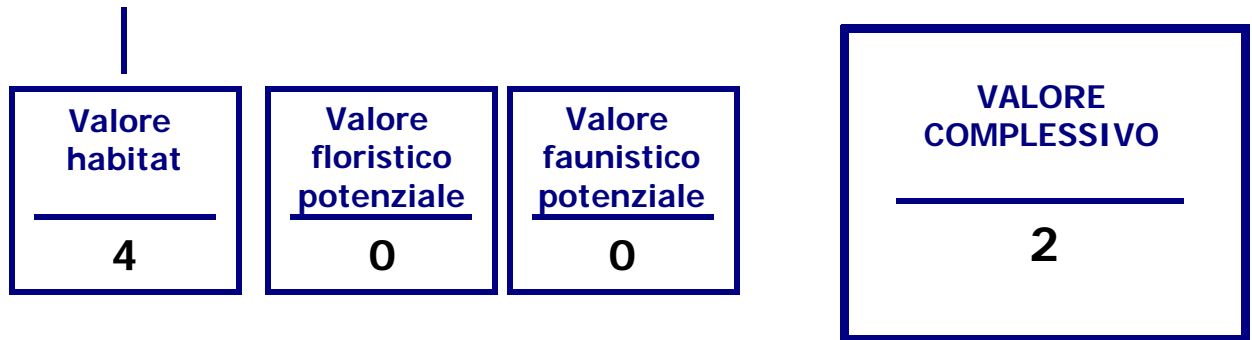 Valore
habitat
4
Valore
floristico
potenziale
0
Valore
faunistico
potenziale
0
VALORE
COMPLESSIVO
2